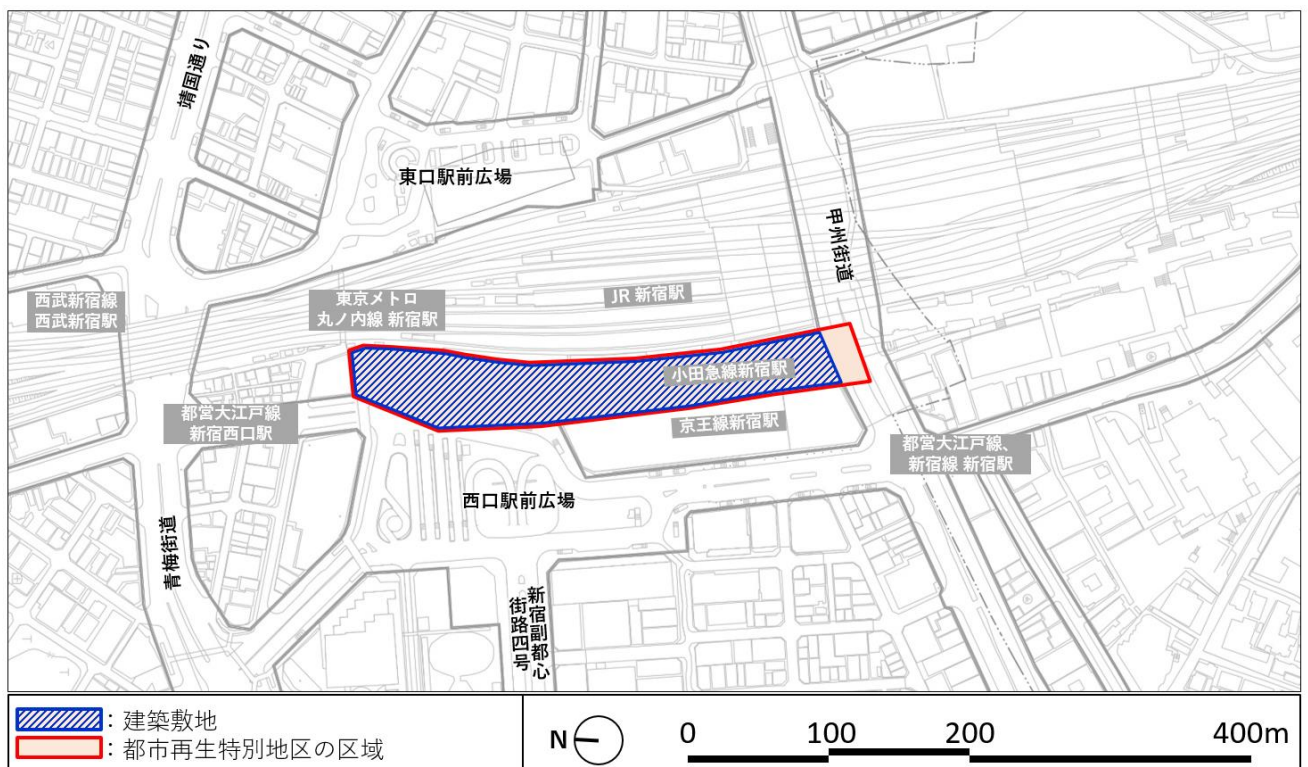 靖国通り
東口駅前広場
甲州街道
西武新宿線
西武新宿駅
東京メトロ
丸ノ内線 新宿駅
JR 新宿駅
小田急線新宿駅
都営大江戸線
新宿西口駅
京王線新宿駅
都営大江戸線、
新宿線 新宿駅
西口駅前広場
青梅街道
新宿副都心
街路四号
:建築敷地
:都市再生特別地区の区域
N
0 100 200 400m